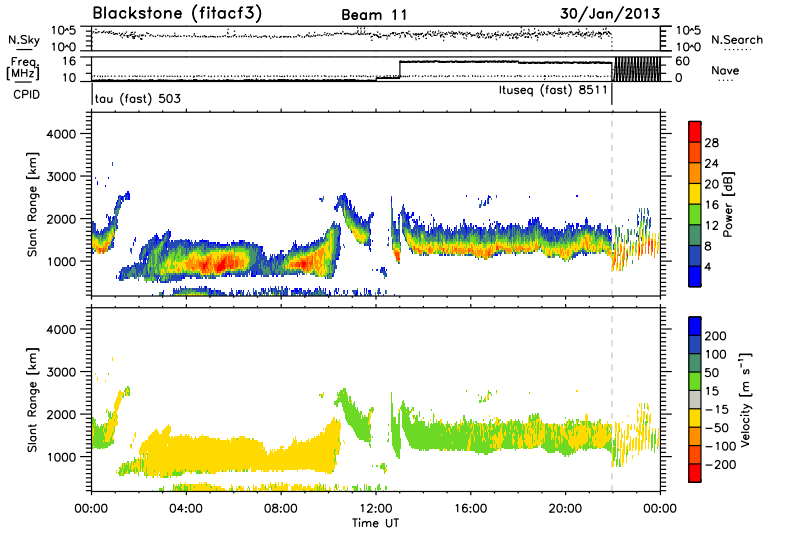 Blackstone (fitacf3) Beam 11 30/Jan/2013
N.Sky 10^5 10^0 10^5 10^0 N.Search
Freq. [MHz] 16 10 60 0 Nave
CPID tau (fast) 503 ltuseq (fast) 8511
Slant Range [km] 4000 3000 2000 1000
28 24 20 16 12 8 4 Power [dB]
Slant Range [km] 4000 3000 2000 1000
200 100 50 15 -15 -50 -100 -200 Velocity [m s⁻¹]
00:00 04:00 08:00 12:00 16:00 20:00 00:00
Time UT